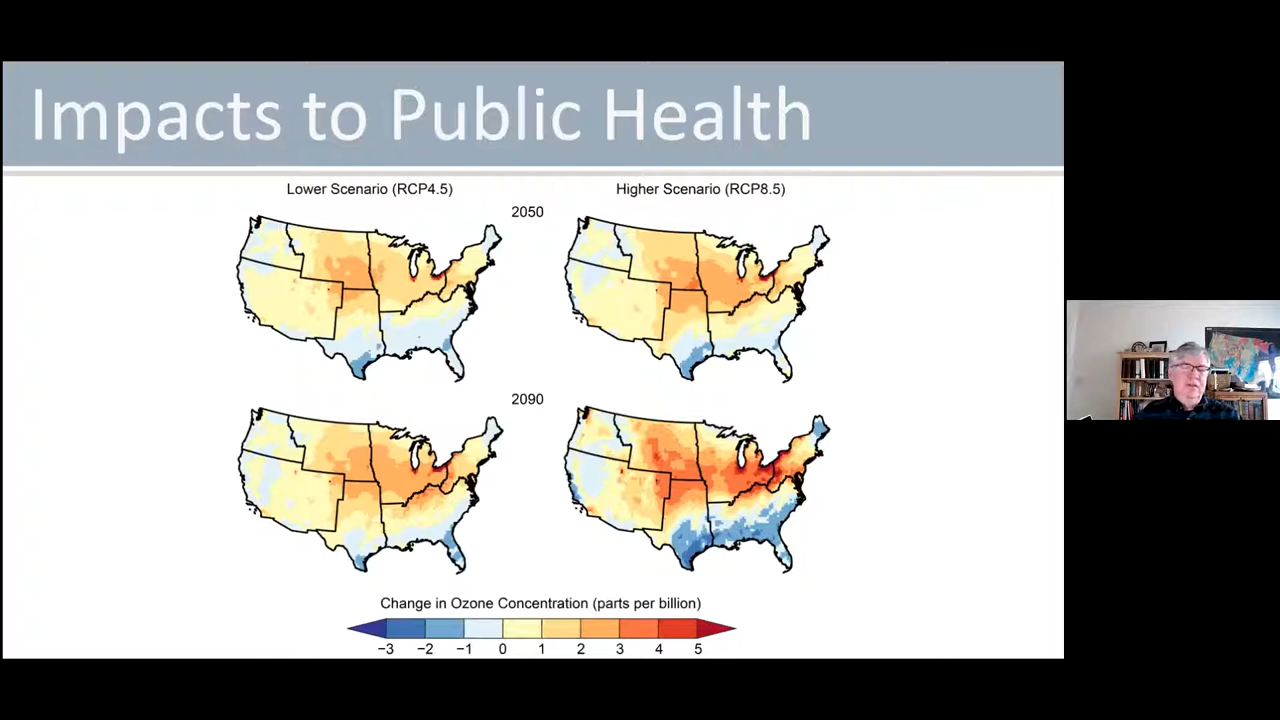 Impacts to Public Health
Lower Scenario (RCP4.5)
Higher Scenario (RCP8.5)
2050
2090
Change in Ozone Concentration (parts per billion)
−3 −2 −1 0 1 2 3 4 5